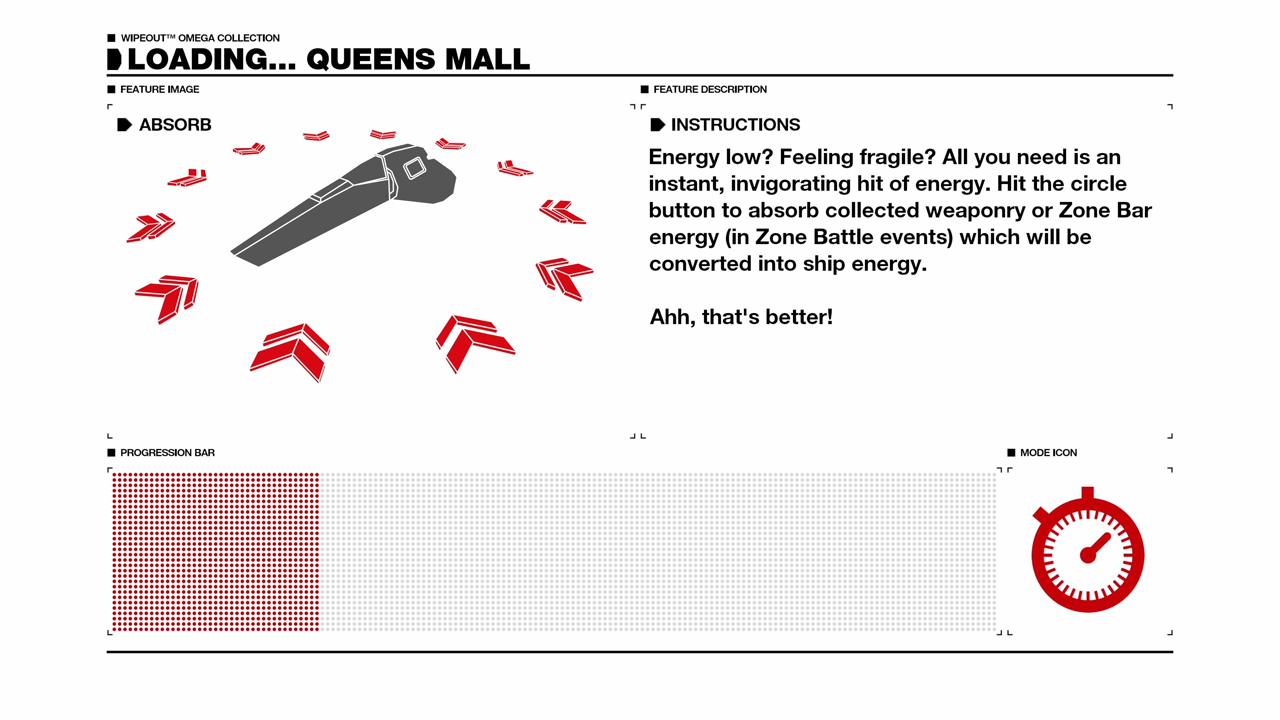 WIPEOUT™ OMEGA COLLECTION
LOADING... QUEENS MALL
FEATURE IMAGE
ABSORB
FEATURE DESCRIPTION
INSTRUCTIONS
Energy low? Feeling fragile? All you need is an
instant, invigorating hit of energy. Hit the circle
button to absorb collected weaponry or Zone Bar
energy (in Zone Battle events) which will be
converted into ship energy.
Ahh, that's better!
PROGRESSION BAR
MODE ICON